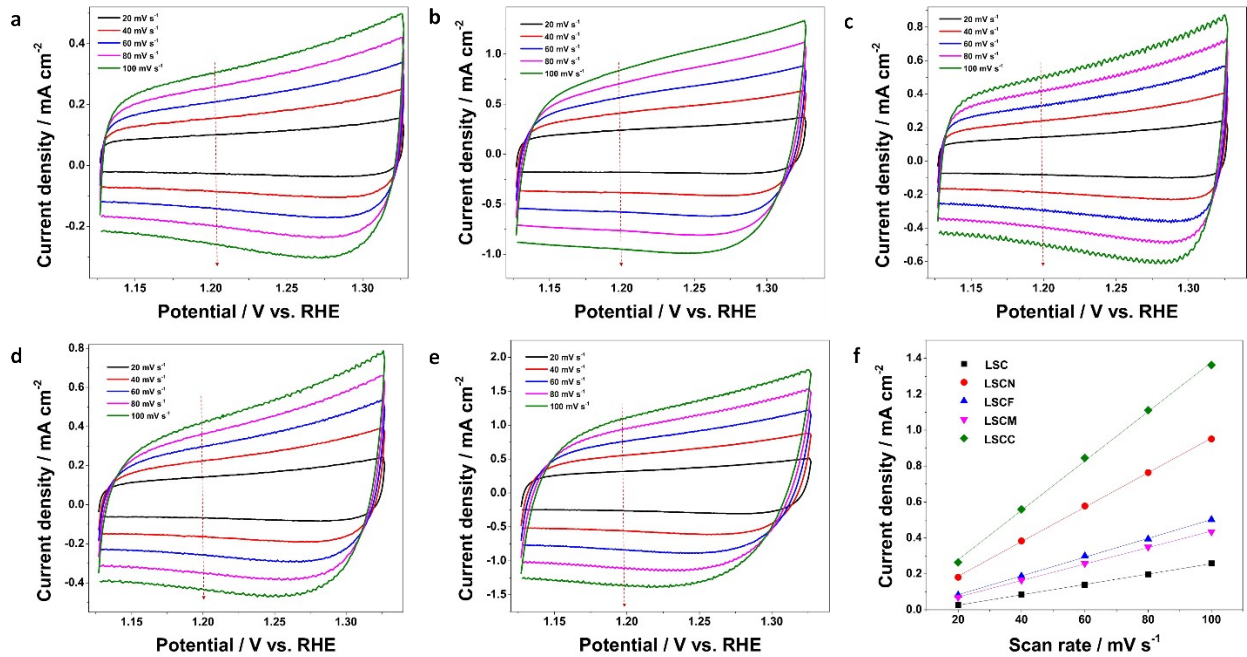 a
20 mV s⁻¹
40 mV s⁻¹
60 mV s⁻¹
80 mV s⁻¹
100 mV s⁻¹
Current density / mA cm⁻²
0.4
0.2
0.0
-0.2
1.15
1.20
1.25
1.30
Potential / V vs. RHE
b
20 mV s⁻¹
40 mV s⁻¹
60 mV s⁻¹
80 mV s⁻¹
100 mV s⁻¹
Current density / mA cm⁻²
1.0
0.5
0.0
-0.5
-1.0
1.15
1.20
1.25
1.30
Potential / V vs. RHE
c
20 mV s⁻¹
40 mV s⁻¹
60 mV s⁻¹
80 mV s⁻¹
100 mV s⁻¹
Current density / mA cm⁻²
0.8
0.6
0.4
0.2
0.0
-0.2
-0.4
-0.6
1.15
1.20
1.25
1.30
Potential / V vs. RHE
d
20 mV s⁻¹
40 mV s⁻¹
60 mV s⁻¹
80 mV s⁻¹
100 mV s⁻¹
Current density / mA cm⁻²
0.8
0.6
0.4
0.2
0.0
-0.2
-0.4
1.15
1.20
1.25
1.30
Potential / V vs. RHE
e
20 mV s⁻¹
40 mV s⁻¹
60 mV s⁻¹
80 mV s⁻¹
100 mV s⁻¹
Current density / mA cm⁻²
2.0
1.5
1.0
0.5
0.0
-0.5
-1.0
-1.5
1.15
1.20
1.25
1.30
Potential / V vs. RHE
f
LSC
LSCN
LSCF
LSCM
LSCC
Current density / mA cm⁻²
1.4
1.2
1.0
0.8
0.6
0.4
0.2
0.0
20
40
60
80
100
Scan rate / mV s⁻¹